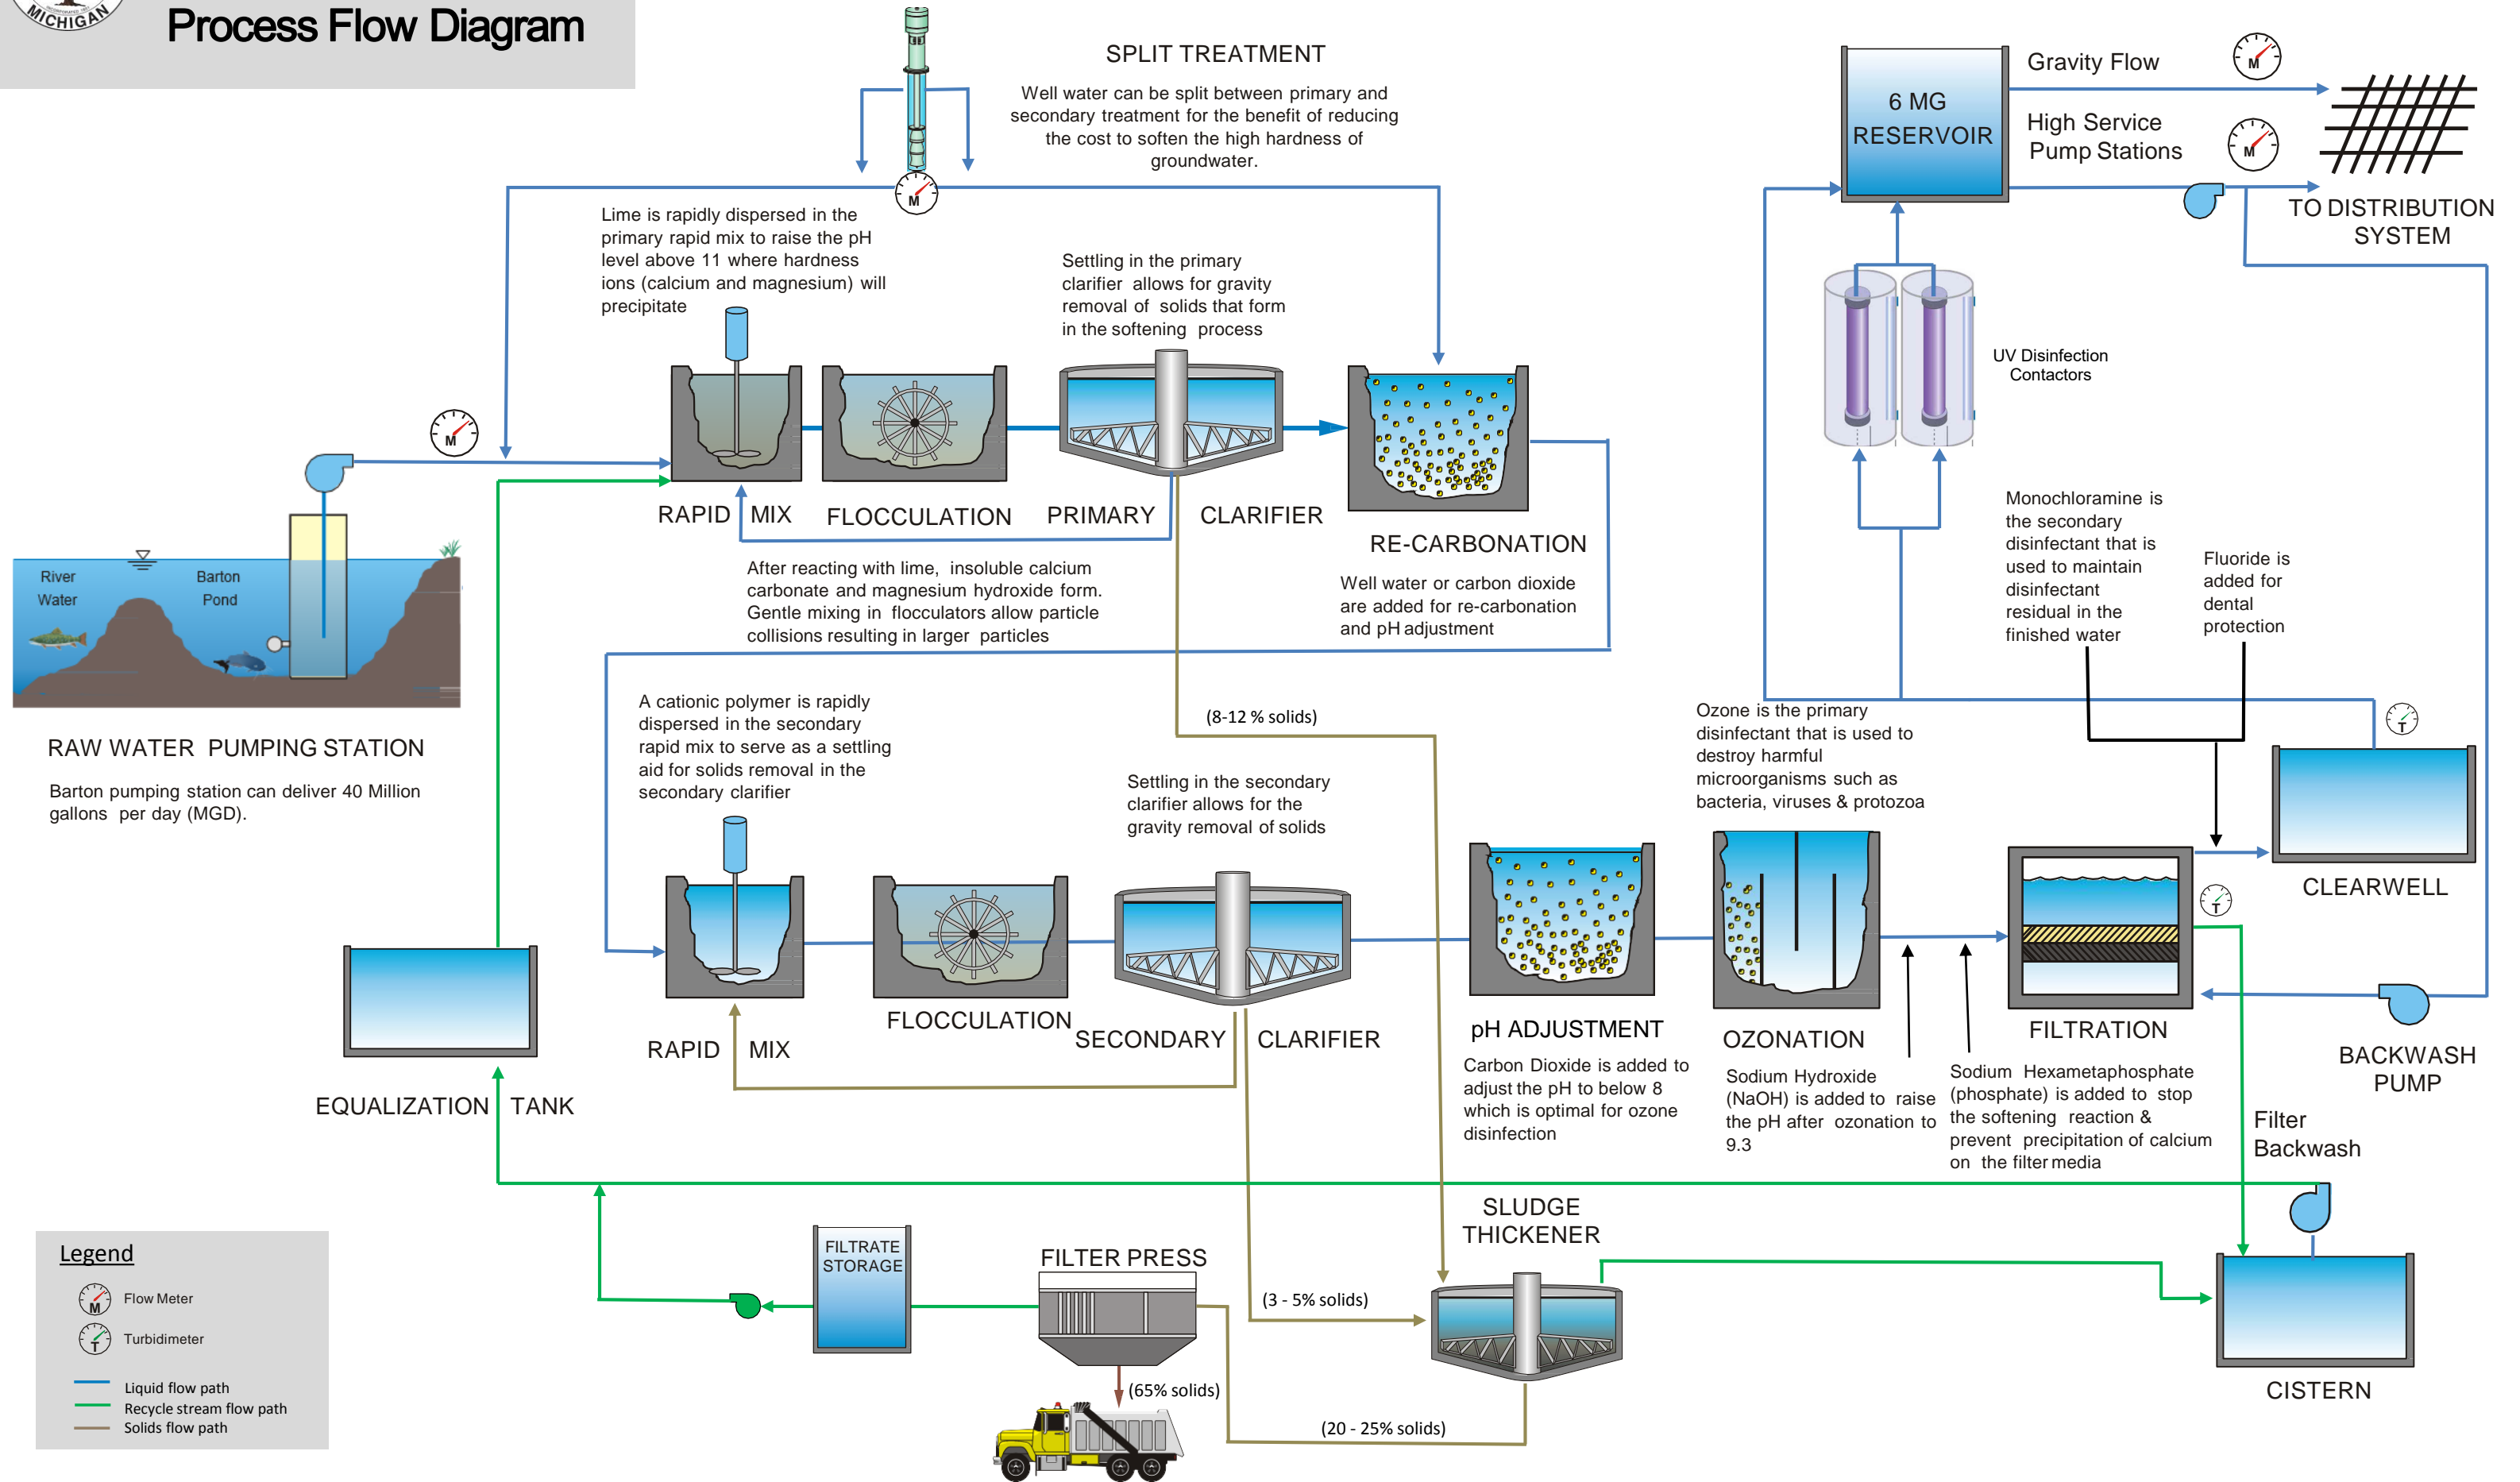 MICHIGAN
Process Flow Diagram
SPLIT TREATMENT
Well water can be split between primary and
secondary treatment for the benefit of reducing
the cost to soften the high hardness of
groundwater.
M
6 MG
RESERVOIR
Gravity Flow
M
High Service
Pump Stations
M
TO DISTRIBUTION
SYSTEM
Lime is rapidly dispersed in the
primary rapid mix to raise the pH
level above 11 where hardness
ions (calcium and magnesium) will
precipitate
Settling in the primary
clarifier allows for gravity
removal of solids that form
in the softening process
UV Disinfection
Contactors
M
RAPID MIX
FLOCCULATION
PRIMARY CLARIFIER
RE-CARBONATION
After reacting with lime, insoluble calcium
carbonate and magnesium hydroxide form.
Gentle mixing in flocculators allow particle
collisions resulting in larger particles
Well water or carbon dioxide
are added for re-carbonation
and pH adjustment
Monochloramine is
the secondary
disinfectant that is
used to maintain
disinfectant
residual in the
finished water
Fluoride is
added for
dental
protection
River
Water
Barton
Pond
RAW WATER PUMPING STATION
Barton pumping station can deliver 40 Million
gallons per day (MGD).
A cationic polymer is rapidly
dispersed in the secondary
rapid mix to serve as a settling
aid for solids removal in the
secondary clarifier
(8-12 % solids)
Settling in the secondary
clarifier allows for the
gravity removal of solids
Ozone is the primary
disinfectant that is used to
destroy harmful
microorganisms such as
bacteria, viruses & protozoa
T
CLEARWELL
T
RAPID MIX
FLOCCULATION
SECONDARY CLARIFIER
pH ADJUSTMENT
Carbon Dioxide is added to
adjust the pH to below 8
which is optimal for ozone
disinfection
OZONATION
Sodium Hydroxide
(NaOH) is added to raise
the pH after ozonation to
9.3
FILTRATION
Sodium Hexametaphosphate
(phosphate) is added to stop
the softening reaction &
prevent precipitation of calcium
on the filter media
BACKWASH
PUMP
Filter
Backwash
EQUALIZATION TANK
SLUDGE
THICKENER
FILTRATE
STORAGE
FILTER PRESS
(3 - 5% solids)
(65% solids)
(20 - 25% solids)
CISTERN
Legend
M Flow Meter
T Turbidimeter
Liquid flow path
Recycle stream flow path
Solids flow path